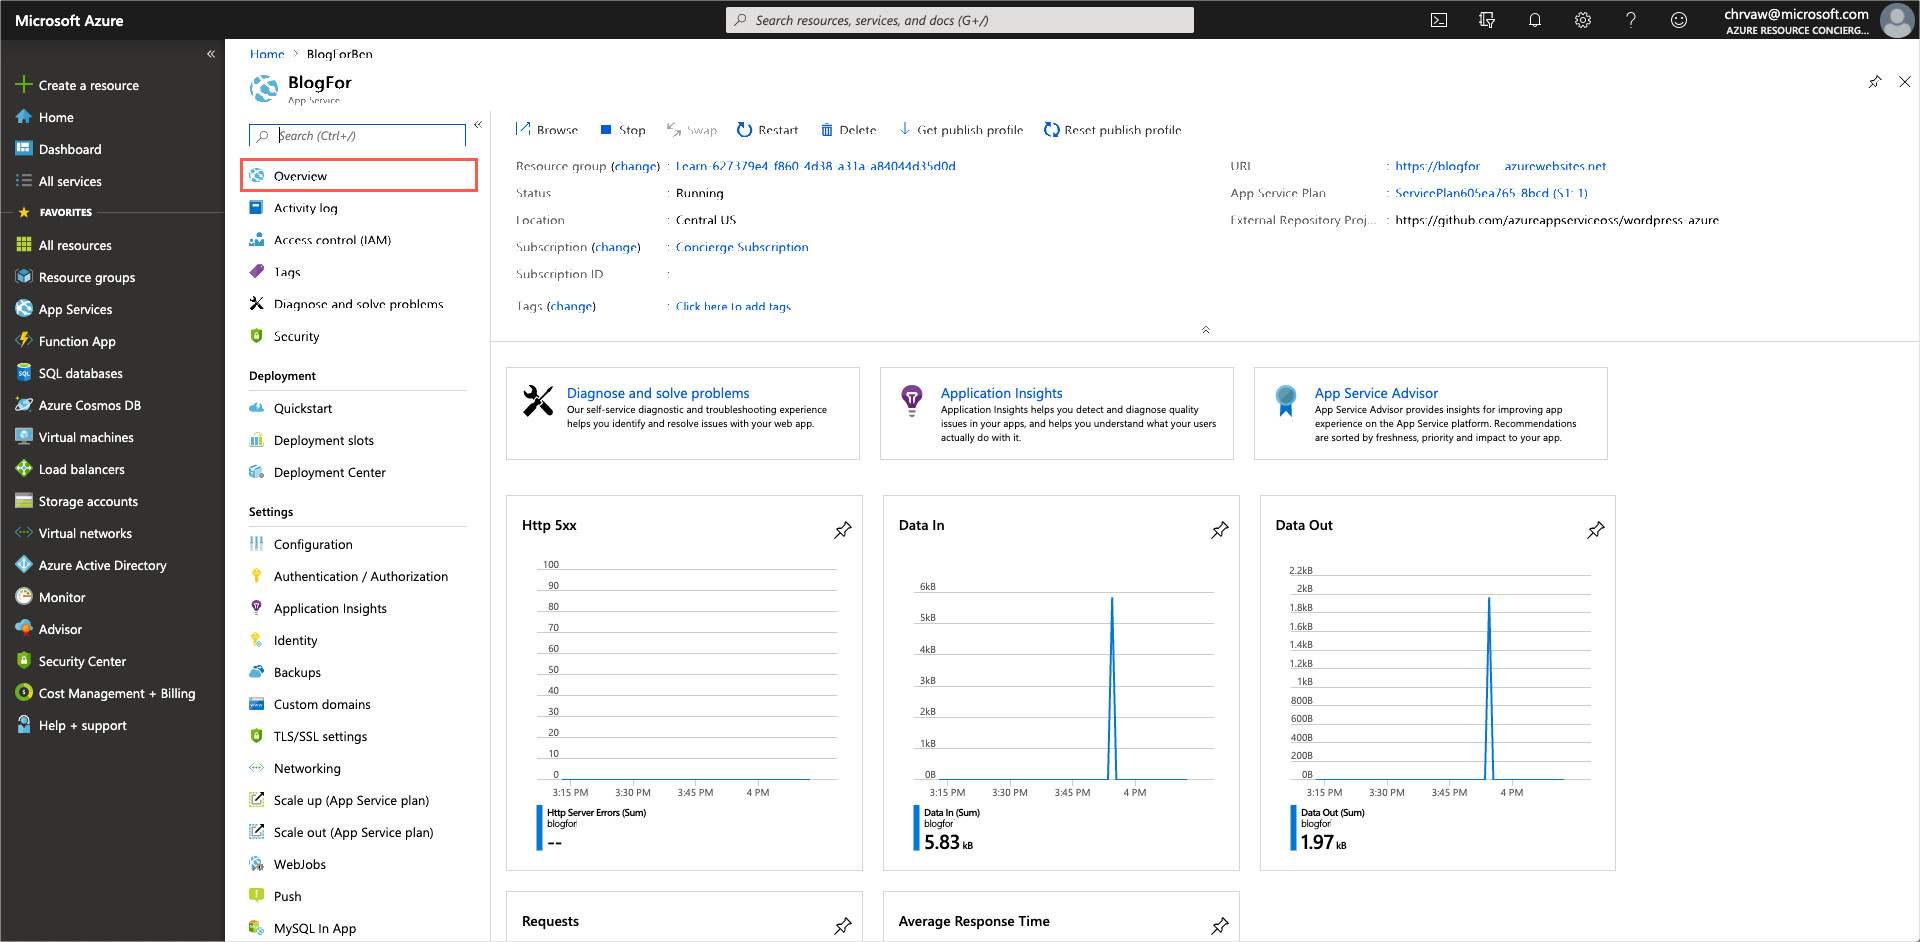 Microsoft Azure
Search resources, services, and docs (G+/)
chrvaw@microsoft.com
AZURE RESOURCE CONCIERG...
Create a resource
Home
Dashboard
All services
FAVORITES
All resources
Resource groups
App Services
Function App
SQL databases
Azure Cosmos DB
Virtual machines
Load balancers
Storage accounts
Virtual networks
Azure Active Directory
Monitor
Advisor
Security Center
Cost Management + Billing
Help + support
Home > BlogForBen
BlogFor
App Service
Search (Ctrl+/)
Overview
Activity log
Access control (IAM)
Tags
Diagnose and solve problems
Security
Deployment
Quickstart
Deployment slots
Deployment Center
Settings
Configuration
Authentication / Authorization
Application Insights
Identity
Backups
Custom domains
TLS/SSL settings
Networking
Scale up (App Service plan)
Scale out (App Service plan)
WebJobs
Push
MySQL In App
Browse Stop Swap Restart Delete Get publish profile Reset publish profile
Resource group (change) : Learn-627379e4-f860-4d38-a31a-a84044d35d0d
Status : Running
Location : Central US
Subscription (change) : Concierge Subscription
Subscription ID :
Tags (change) : Click here to add tags
URL : https://blogfor .azurewebsites.net
App Service Plan : ServicePlan605ea765-8bcd (S1: 1)
External Repository Proj... : https://github.com/azureappserviceoss/wordpress-azure
Diagnose and solve problems
Our self-service diagnostic and troubleshooting experience
helps you identify and resolve issues with your web app.
Application Insights
Application Insights helps you detect and diagnose quality
issues in your apps, and helps you understand what your users
actually do with it.
App Service Advisor
App Service Advisor provides insights for improving app
experience on the App Service platform. Recommendations
are sorted by freshness, priority and impact to your app.
Http 5xx
100
90
80
70
60
50
40
30
20
10
0
3:15 PM 3:30 PM 3:45 PM 4 PM
Http Server Errors (Sum)
blogfor
--
Data In
6kB
5kB
4kB
3kB
2kB
1kB
0B
3:15 PM 3:30 PM 3:45 PM 4 PM
Data In (Sum)
blogfor
5.83 kB
Data Out
2.2kB
2kB
1.8kB
1.6kB
1.4kB
1.2kB
1kB
800B
600B
400B
200B
0B
3:15 PM 3:30 PM 3:45 PM 4 PM
Data Out (Sum)
blogfor
1.97 kB
Requests
Average Response Time